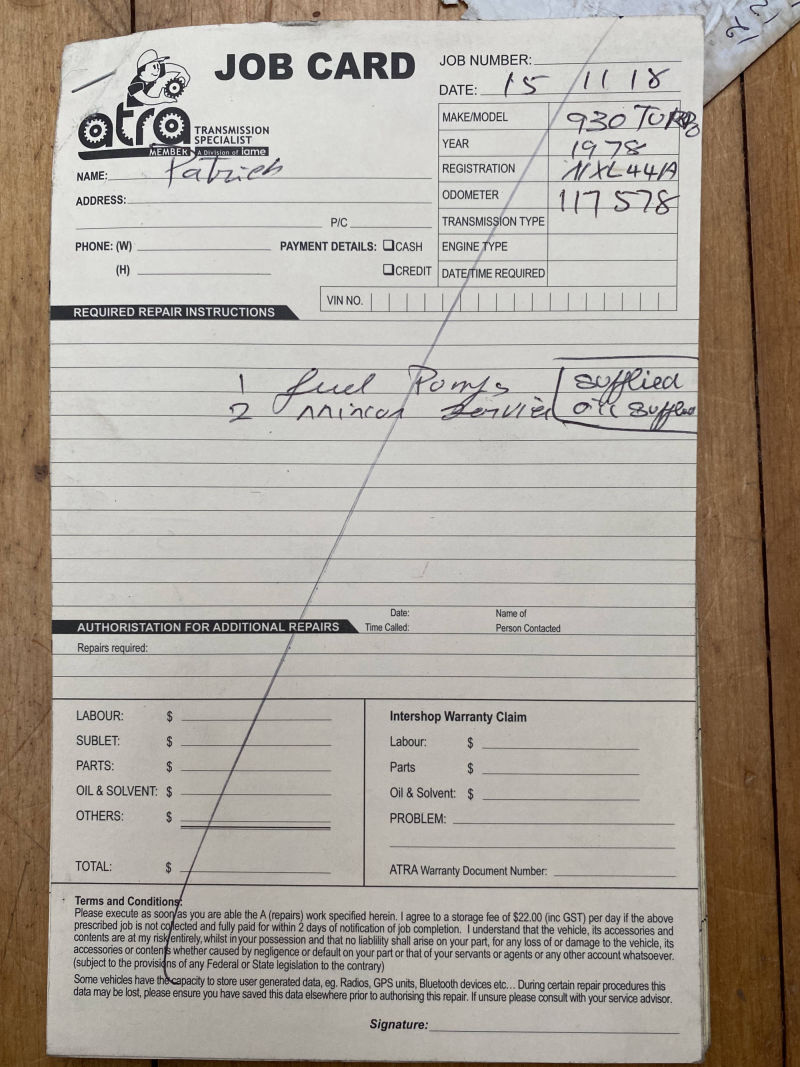 JOB CARD
JOB NUMBER:
DATE: 15 11 18
atra
TRANSMISSION
SPECIALIST
MEMBER A Division of iame
MAKE/MODEL 930 TURBO
YEAR 1978
REGISTRATION
ODOMETER 117 578
TRANSMISSION TYPE
ENGINE TYPE
DATE/TIME REQUIRED
NAME: Patrick
ADDRESS:
P/C
PHONE: (W) PAYMENT DETAILS: CASH
(H) CREDIT
VIN NO.
REQUIRED REPAIR INSTRUCTIONS
1 fuel Pumps supplied
2 minor service oil supplied
AUTHORISTATION FOR ADDITIONAL REPAIRS
Date:
Time Called:
Name of
Person Contacted
Repairs required:
LABOUR: $
SUBLET: $
PARTS: $
OIL & SOLVENT: $
OTHERS: $
TOTAL: $
Intershop Warranty Claim
Labour: $
Parts $
Oil & Solvent: $
PROBLEM:
ATRA Warranty Document Number:
Terms and Conditions:
Please execute as soon as you are able the A (repairs) work specified herein. I agree to a storage fee of $22.00 (inc GST) per day if the above
prescribed job is not collected and fully paid for within 2 days of notification of job completion. I understand that the vehicle, its accessories and
contents are at my risk entirely, whilst in your possession and that no liablility shall arise on your part, for any loss of or damage to the vehicle, its
accessories or contents whether caused by negligence or default on your part or that of your servants or agents or any other account whatsoever.
(subject to the provisions of any Federal or State legislation to the contrary)
Some vehicles have the capacity to store user generated data, eg. Radios, GPS units, Bluetooth devices etc... During certain repair procedures this
data may be lost, please ensure you have saved this data elsewhere prior to authorising this repair. If unsure please consult with your service advisor.
Signature: